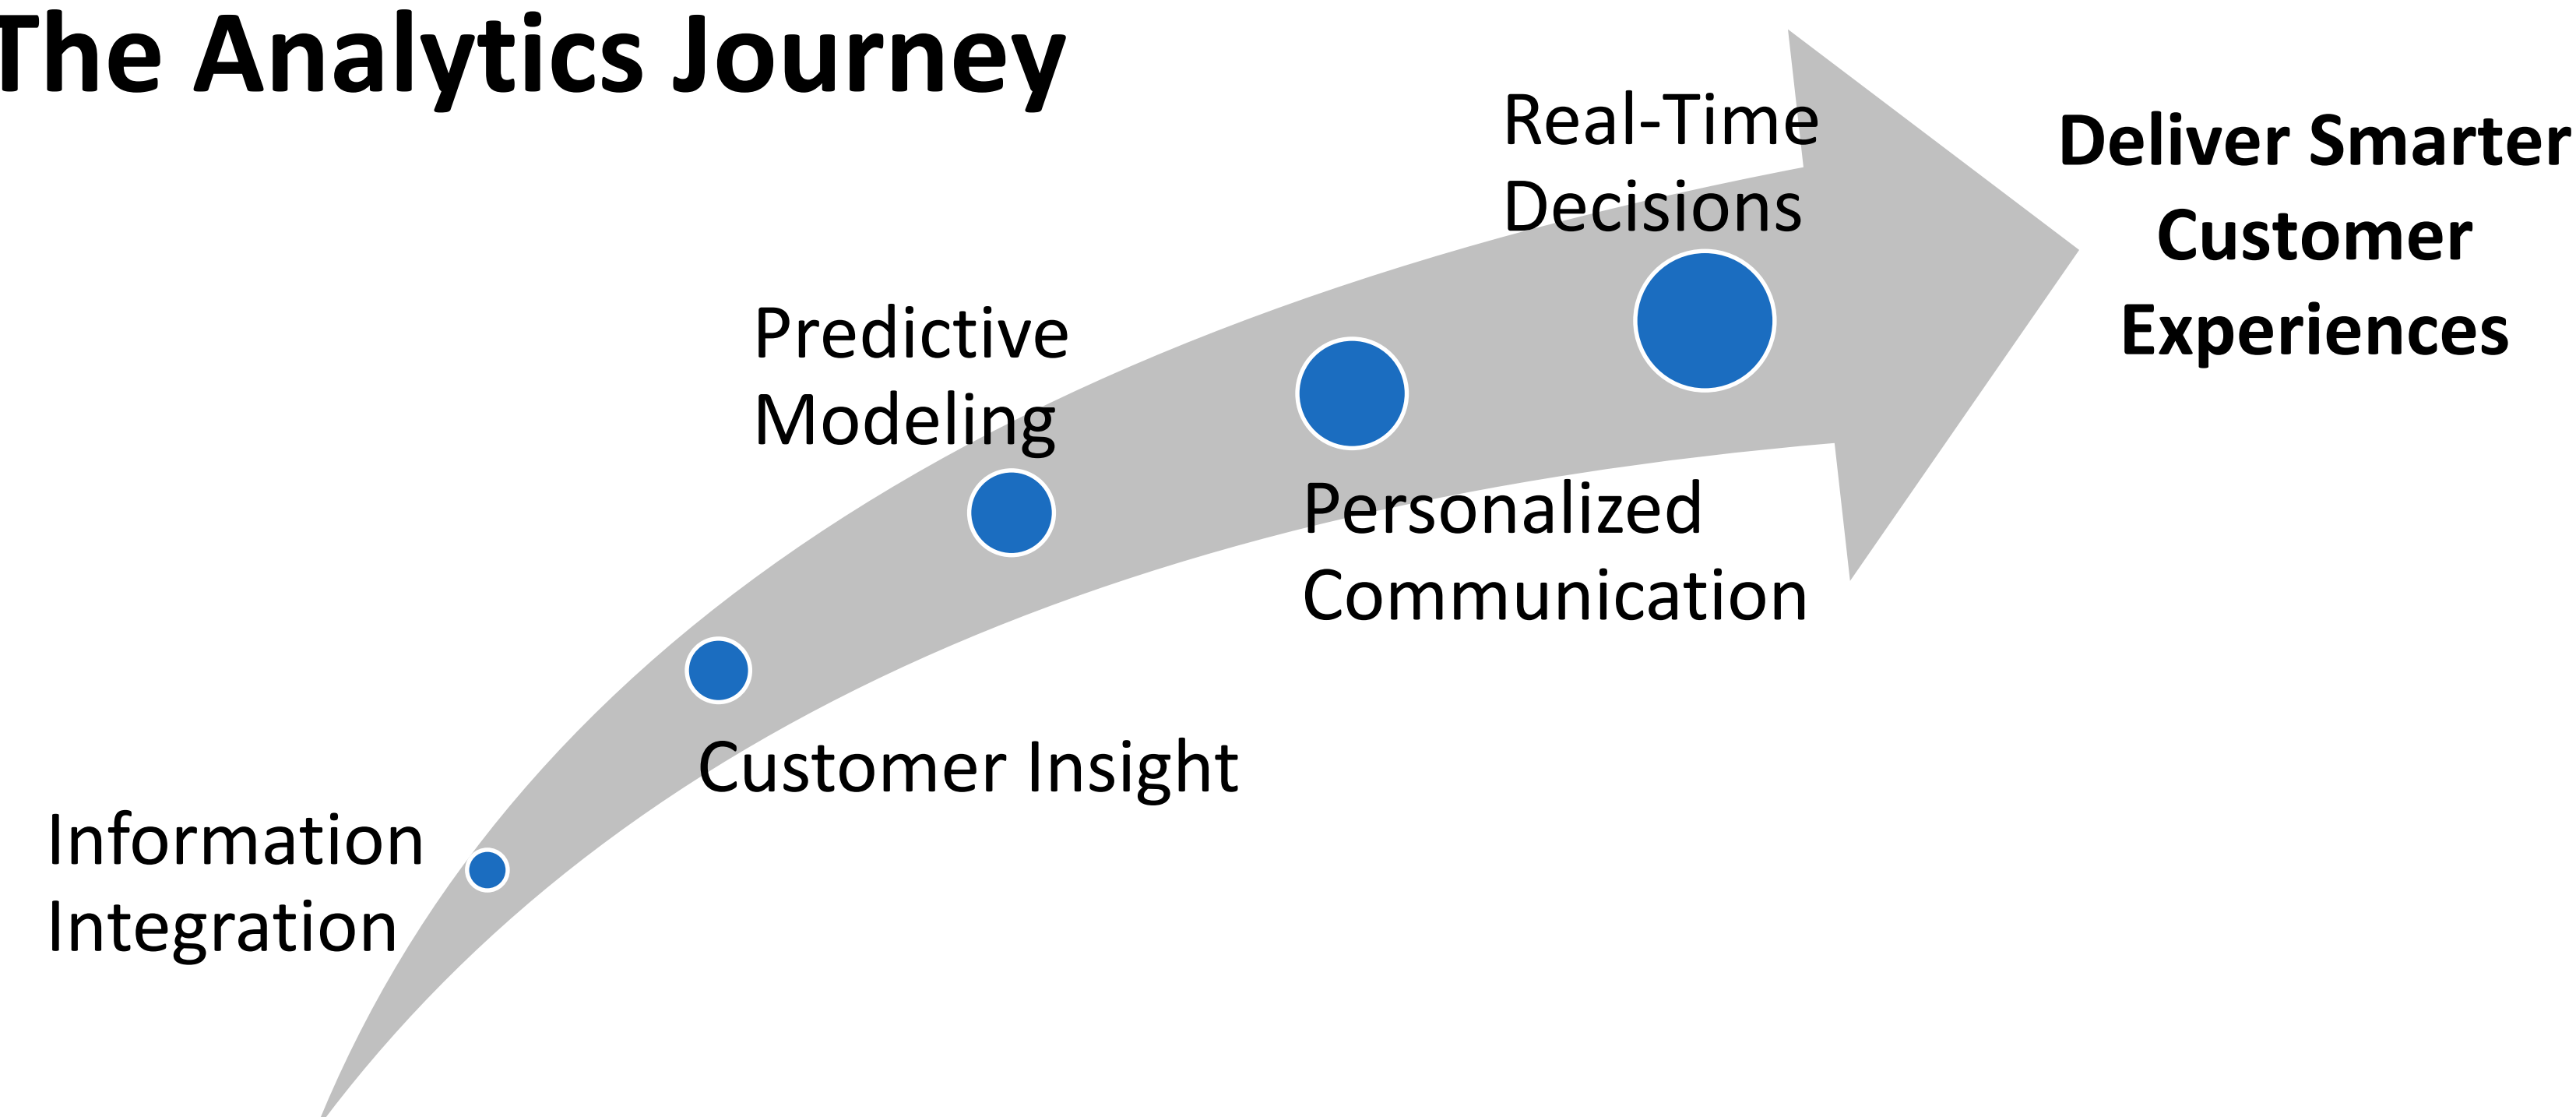 The Analytics Journey
Real-Time
Decisions
Deliver Smarter
Customer
Experiences
Predictive
Modeling
Personalized
Communication
Customer Insight
Information
Integration